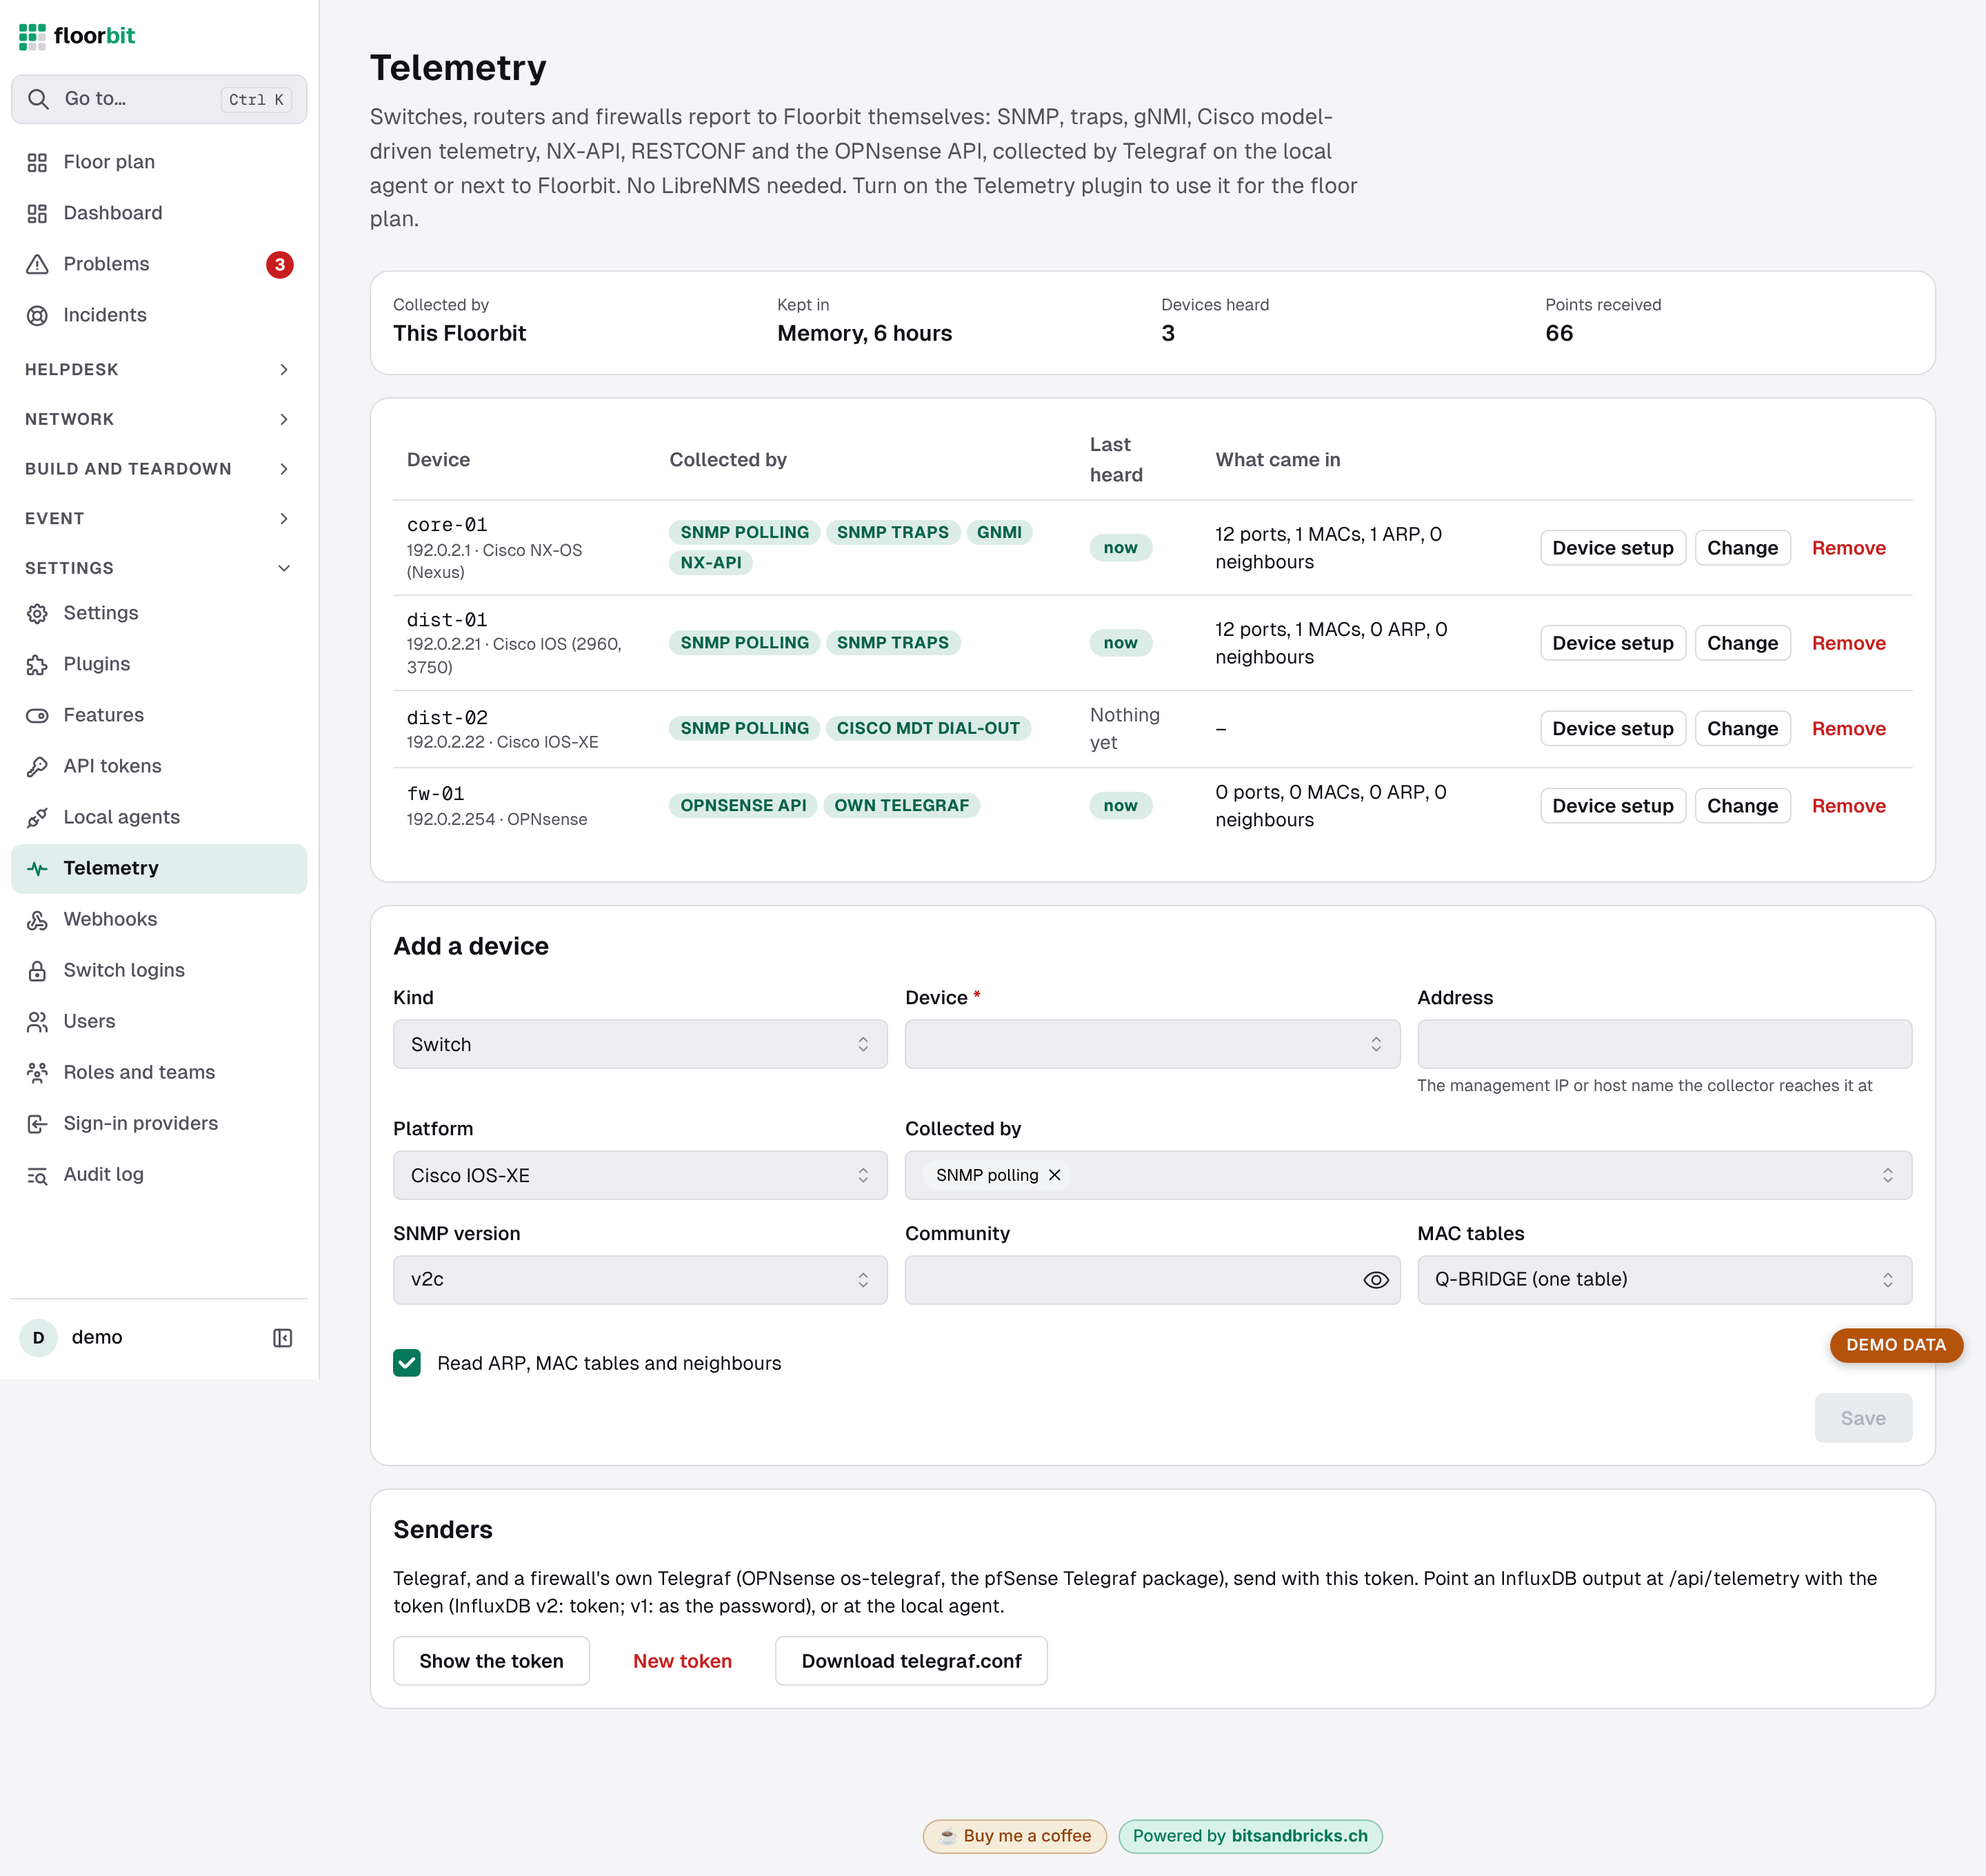 floorbit
Go to...
Ctrl K
Floor plan
Dashboard
Problems
3
Incidents
HELPDESK
NETWORK
BUILD AND TEARDOWN
EVENT
SETTINGS
Settings
Plugins
Features
API tokens
Local agents
Telemetry
Webhooks
Switch logins
Users
Roles and teams
Sign-in providers
Audit log
D
demo
Telemetry
Switches, routers and firewalls report to Floorbit themselves: SNMP, traps, gNMI, Cisco model-
driven telemetry, NX-API, RESTCONF and the OPNsense API, collected by Telegraf on the local
agent or next to Floorbit. No LibreNMS needed. Turn on the Telemetry plugin to use it for the floor
plan.
Collected by
This Floorbit
Kept in
Memory, 6 hours
Devices heard
3
Points received
66
Device
Collected by
Last
heard
What came in
core-01
192.0.2.1 · Cisco NX-OS
(Nexus)
SNMP POLLING
SNMP TRAPS
GNMI
NX-API
now
12 ports, 1 MACs, 1 ARP, 0
neighbours
Device setup
Change
Remove
dist-01
192.0.2.21 · Cisco IOS (2960,
3750)
SNMP POLLING
SNMP TRAPS
now
12 ports, 1 MACs, 0 ARP, 0
neighbours
Device setup
Change
Remove
dist-02
192.0.2.22 · Cisco IOS-XE
SNMP POLLING
CISCO MDT DIAL-OUT
Nothing
yet
–
Device setup
Change
Remove
fw-01
192.0.2.254 · OPNsense
OPNSENSE API
OWN TELEGRAF
now
0 ports, 0 MACs, 0 ARP, 0
neighbours
Device setup
Change
Remove
Add a device
Kind
Switch
Device *
Address
The management IP or host name the collector reaches it at
Platform
Cisco IOS-XE
Collected by
SNMP polling
SNMP version
v2c
Community
MAC tables
Q-BRIDGE (one table)
Read ARP, MAC tables and neighbours
DEMO DATA
Save
Senders
Telegraf, and a firewall's own Telegraf (OPNsense os-telegraf, the pfSense Telegraf package), send with this token. Point an InfluxDB output at /api/telemetry with the
token (InfluxDB v2: token; v1: as the password), or at the local agent.
Show the token
New token
Download telegraf.conf
Buy me a coffee
Powered by bitsandbricks.ch